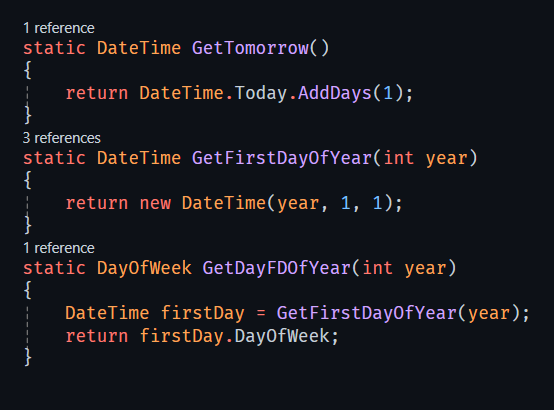 1 reference
static DateTime GetTomorrow()
{
    return DateTime.Today.AddDays(1);
}
3 references
static DateTime GetFirstDayOfYear(int year)
{
    return new DateTime(year, 1, 1);
}
1 reference
static DayOfWeek GetDayFDOfYear(int year)
{
    DateTime firstDay = GetFirstDayOfYear(year);
    return firstDay.DayOfWeek;
}